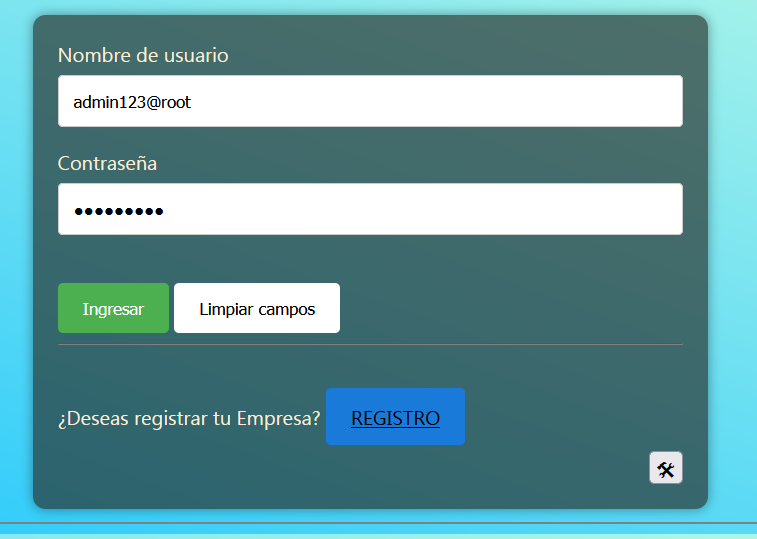 Nombre de usuario
admin123@root
Contraseña
•••••••••
Ingresar Limpiar campos
¿Deseas registrar tu Empresa? REGISTRO